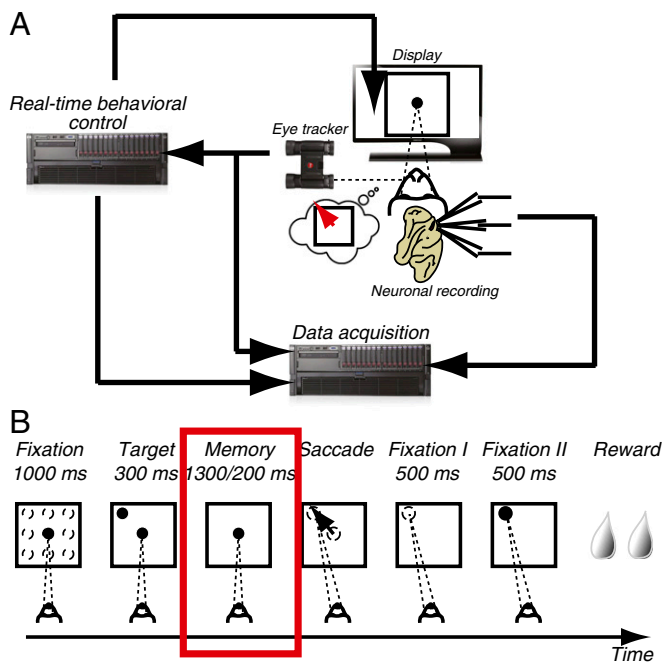 A
Display
Real-time behavioral
control
Eye tracker
Neuronal recording
Data acquisition
B
Fixation
1000 ms
Target
300 ms
Memory
1300/200 ms
Saccade
Fixation I
500 ms
Fixation II
500 ms
Reward
Time